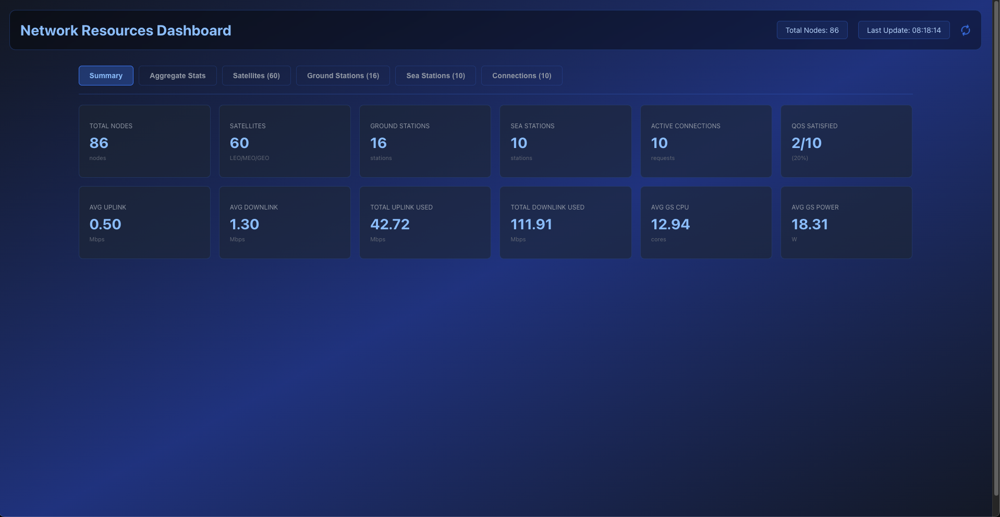 Network Resources Dashboard
Total Nodes: 86
Last Update: 08:18:14
Summary
Aggregate Stats
Satellites (60)
Ground Stations (16)
Sea Stations (10)
Connections (10)
TOTAL NODES
86
nodes
SATELLITES
60
LEO/MEO/GEO
GROUND STATIONS
16
stations
SEA STATIONS
10
stations
ACTIVE CONNECTIONS
10
requests
QOS SATISFIED
2/10
(20%)
AVG UPLINK
0.50
Mbps
AVG DOWNLINK
1.30
Mbps
TOTAL UPLINK USED
42.72
Mbps
TOTAL DOWNLINK USED
111.91
Mbps
AVG GS CPU
12.94
cores
AVG GS POWER
18.31
W